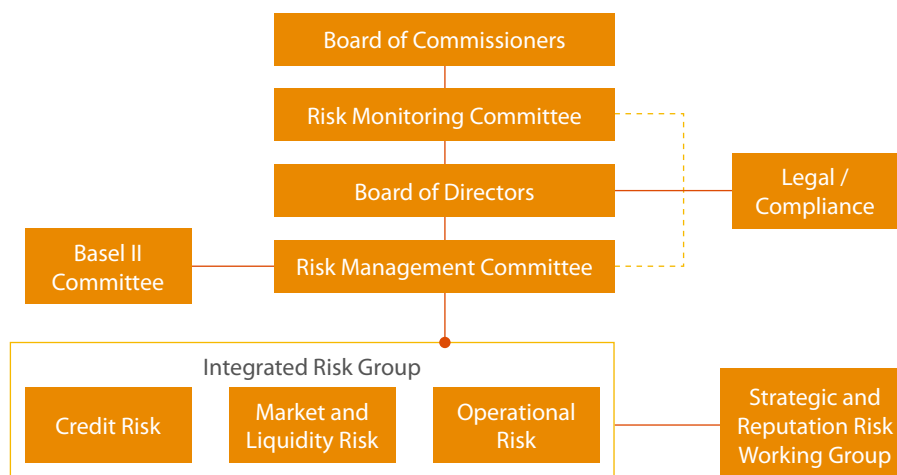 Board of Commissioners
Risk Monitoring Committee
Board of Directors
Legal /
Compliance
Basel II
Committee
Risk Management Committee
Integrated Risk Group
Credit Risk
Market and
Liquidity Risk
Operational
Risk
Strategic and
Reputation Risk
Working Group